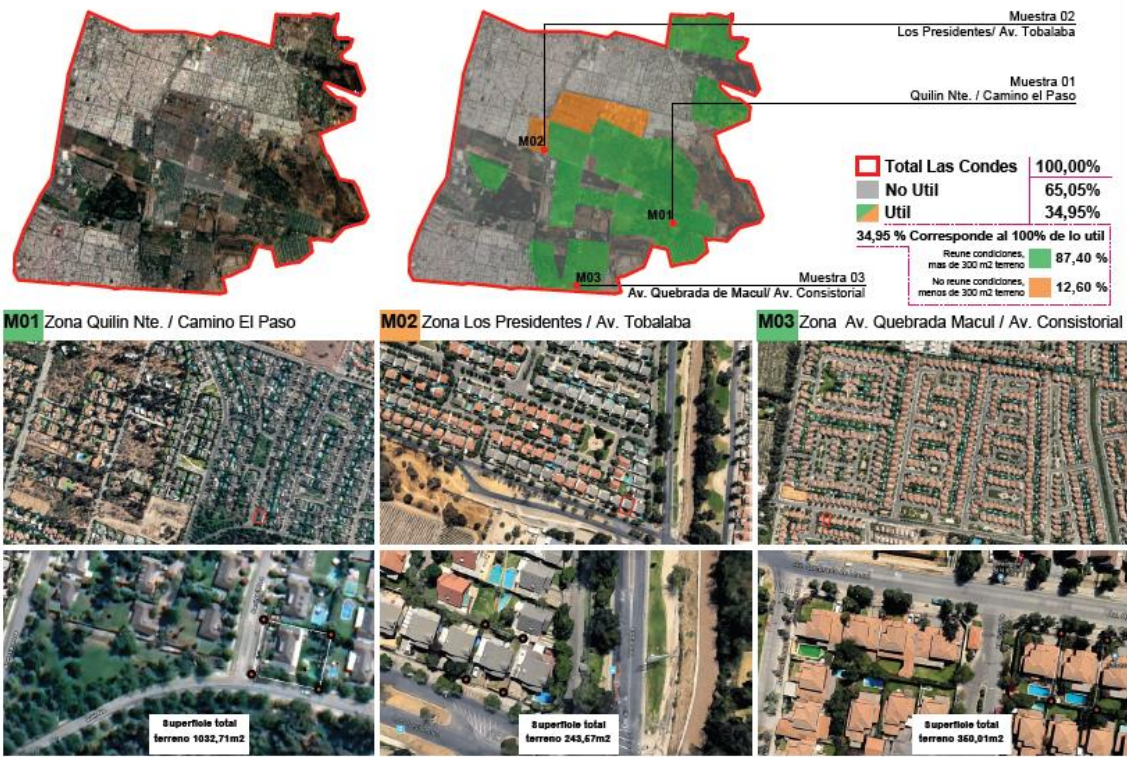 Muestra 02
Los Presidentes/ Av. Tobalaba
Muestra 01
Quilin Nte. / Camino el Paso
M02
M01
M03
Muestra 03
Av. Quebrada de Macul/ Av. Consistorial
Total Las Condes 100,00%
No Util 65,05%
Util 34,95%
34,95 % Corresponde al 100% de lo util
Reune condiciones,
mas de 300 m2 terreno
87,40 %
No reune condiciones,
menos de 300 m2 terreno
12,60 %
M01 Zona Quilin Nte. / Camino El Paso
M02 Zona Los Presidentes / Av. Tobalaba
M03 Zona Av. Quebrada Macul / Av. Consistorial
Superficie total
terreno 1032,71m2
Superficie total
terreno 243,57m2
Superficie total
terreno 350,01m2